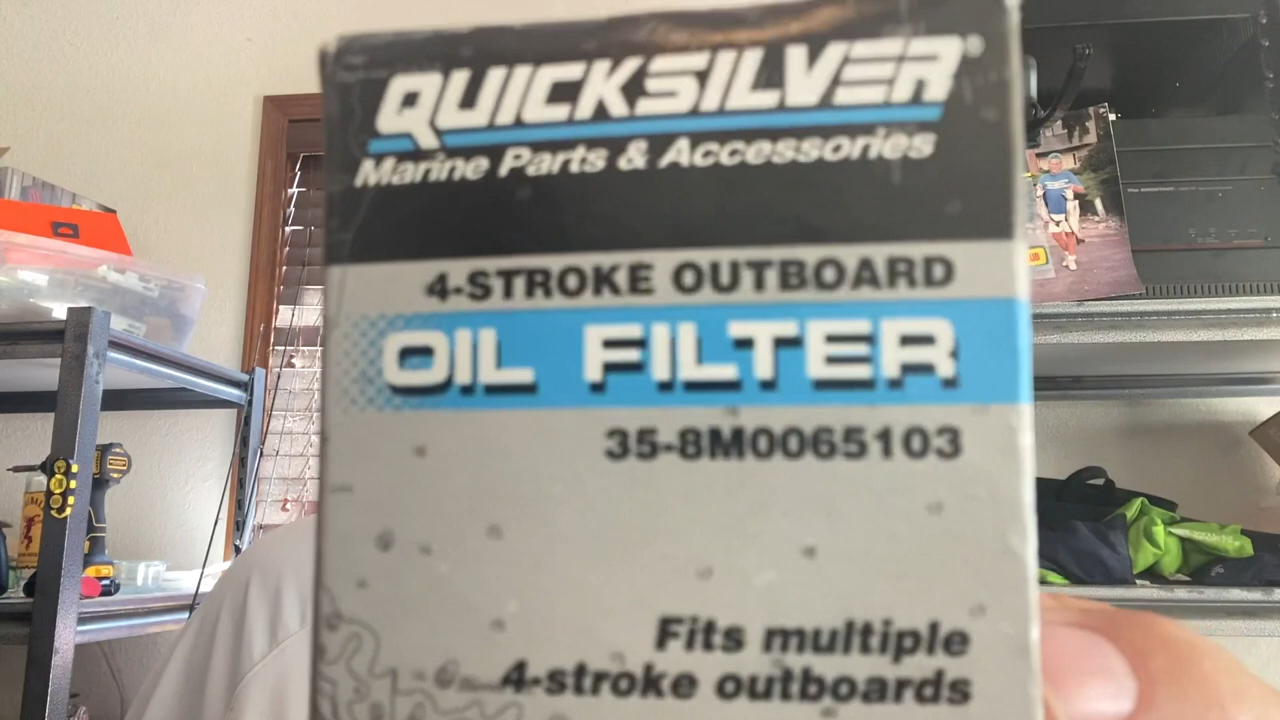 QUICKSILVER®
Marine Parts & Accessories
4-STROKE OUTBOARD
OIL FILTER
35-8M0065103
Fits multiple
4-stroke outboards